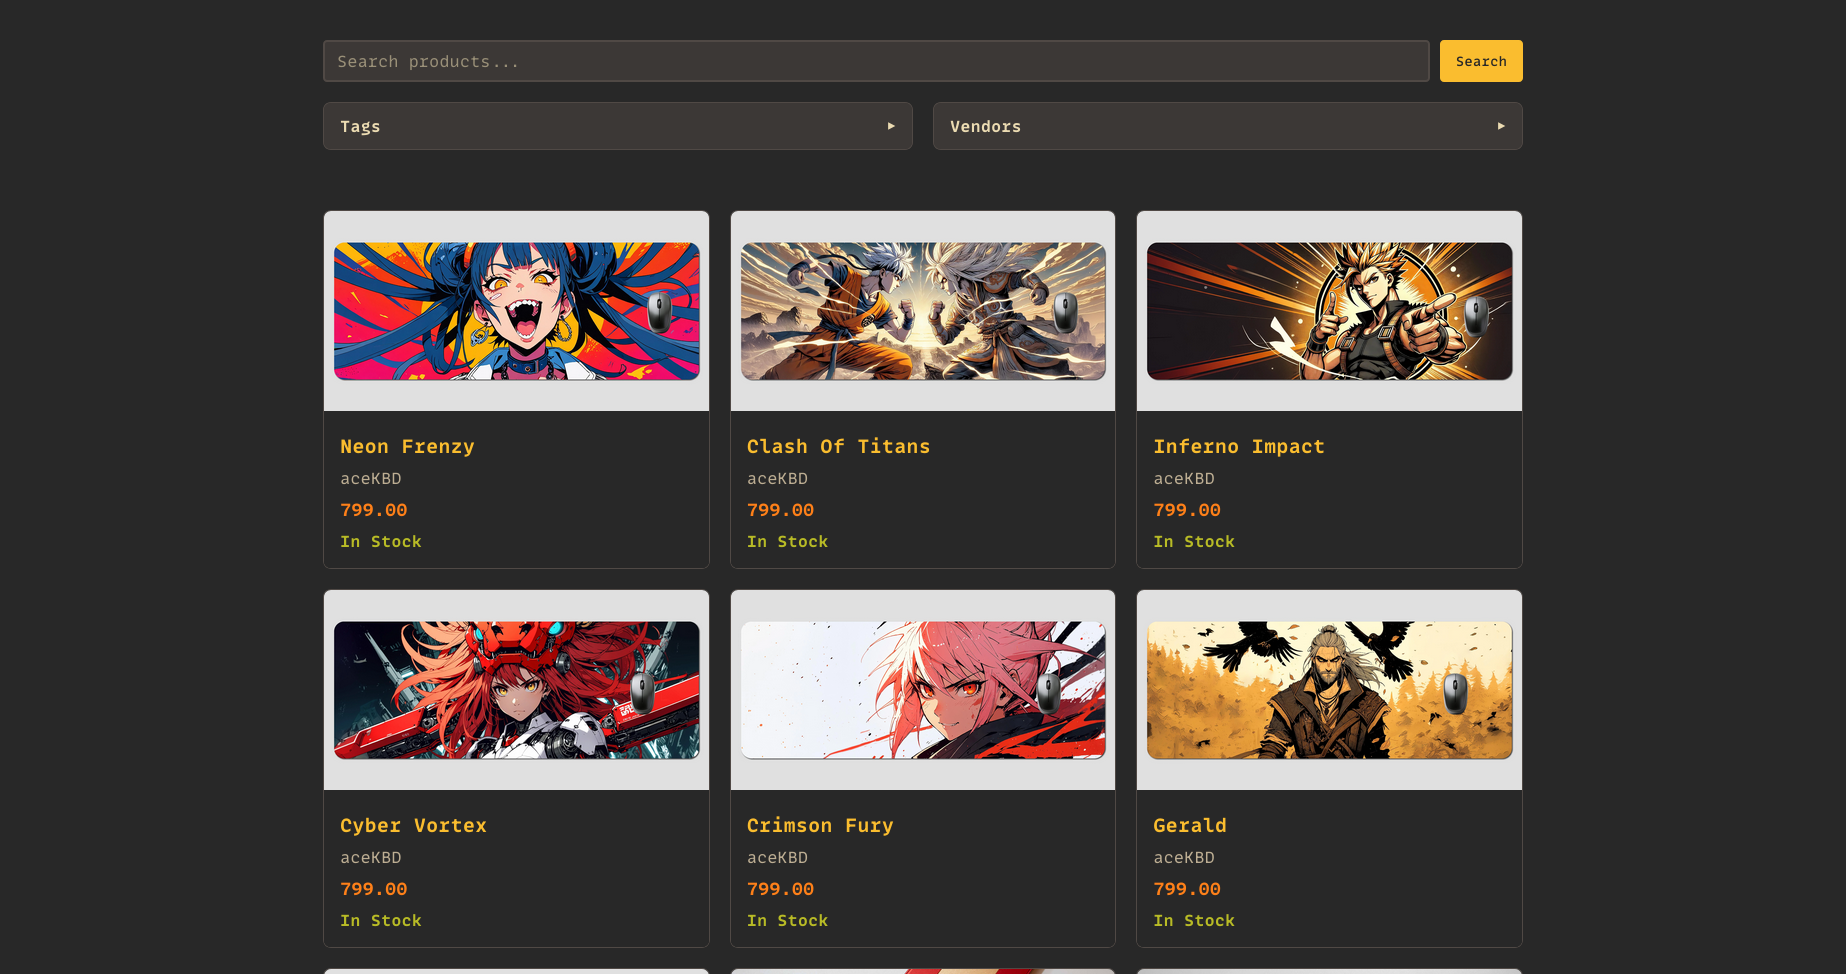 Search products...
Search
Tags
Vendors
Neon Frenzy
aceKBD
799.00
In Stock
Clash Of Titans
aceKBD
799.00
In Stock
Inferno Impact
aceKBD
799.00
In Stock
Cyber Vortex
aceKBD
799.00
In Stock
Crimson Fury
aceKBD
799.00
In Stock
Gerald
aceKBD
799.00
In Stock